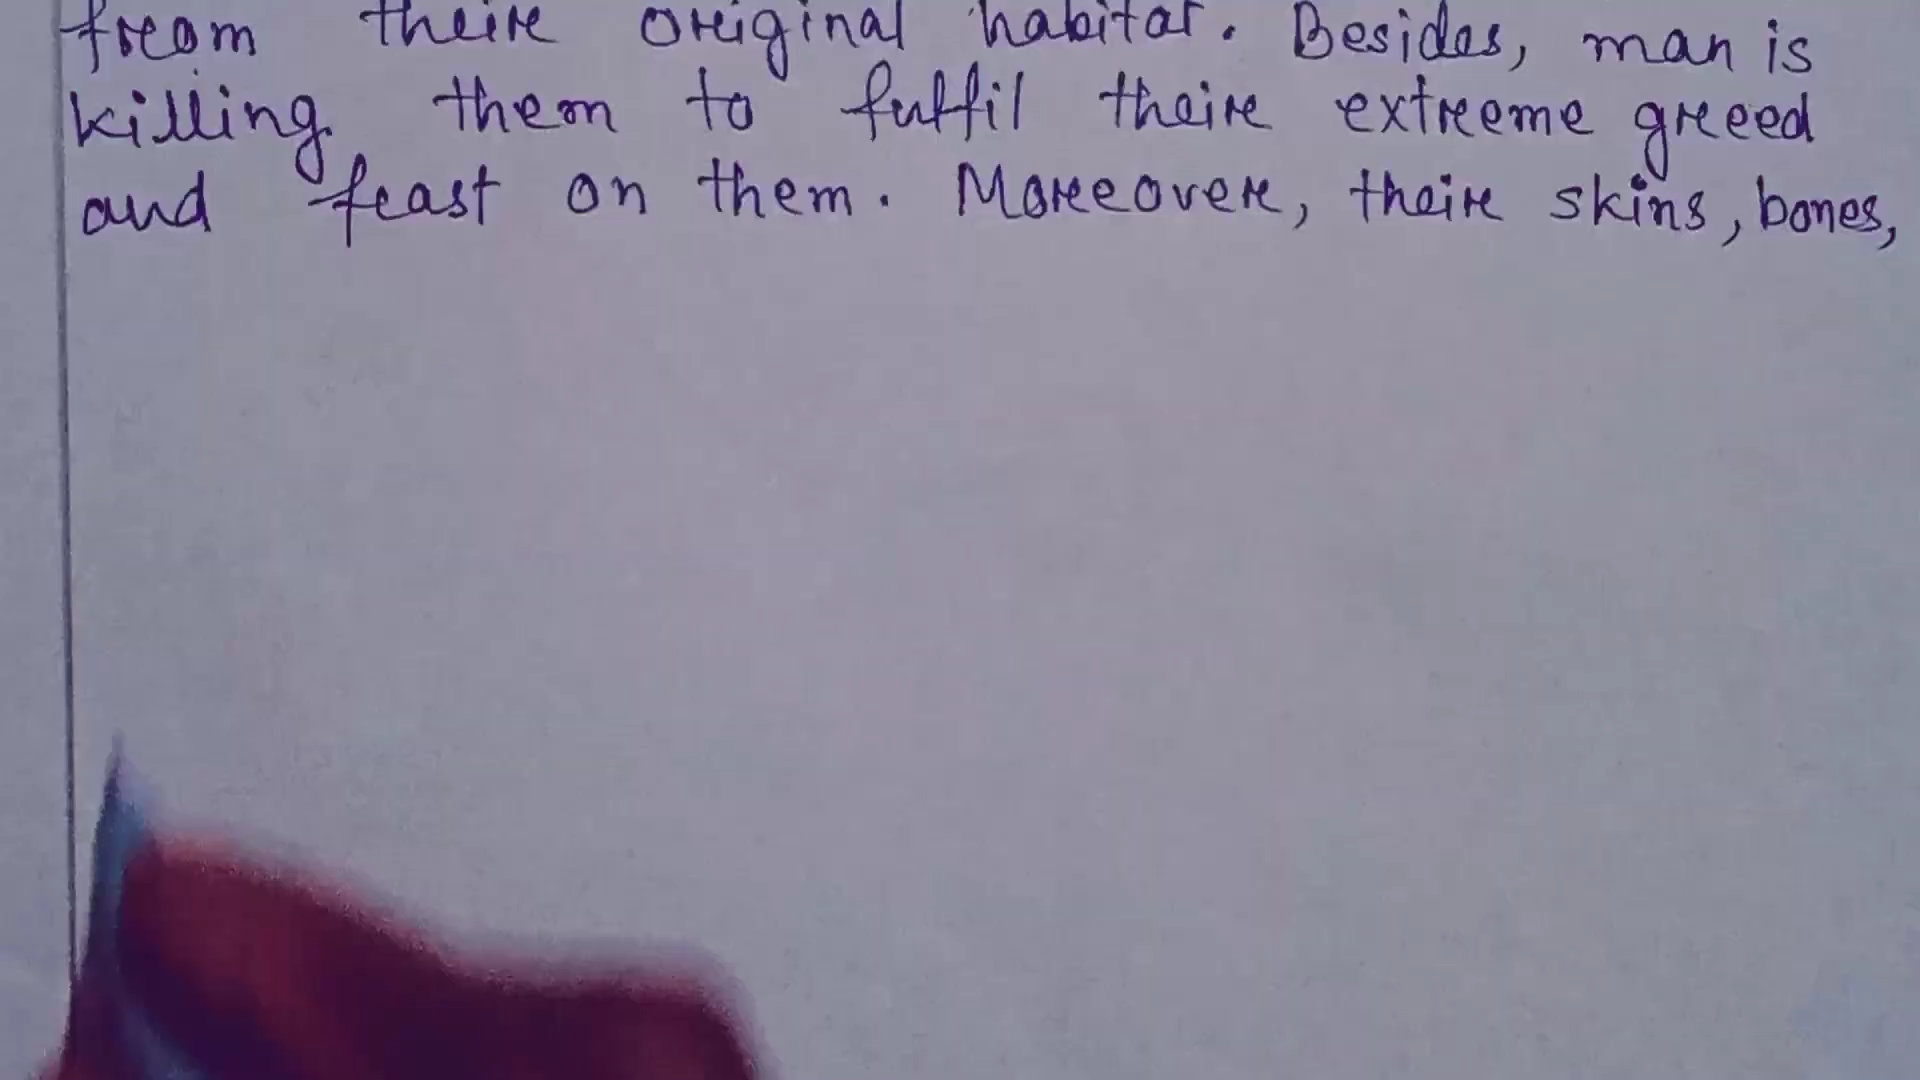 from their original habitat. Besides, man is
killing them to fulfil their extreme greed
and feast on them. Moreover, their skins, bones,